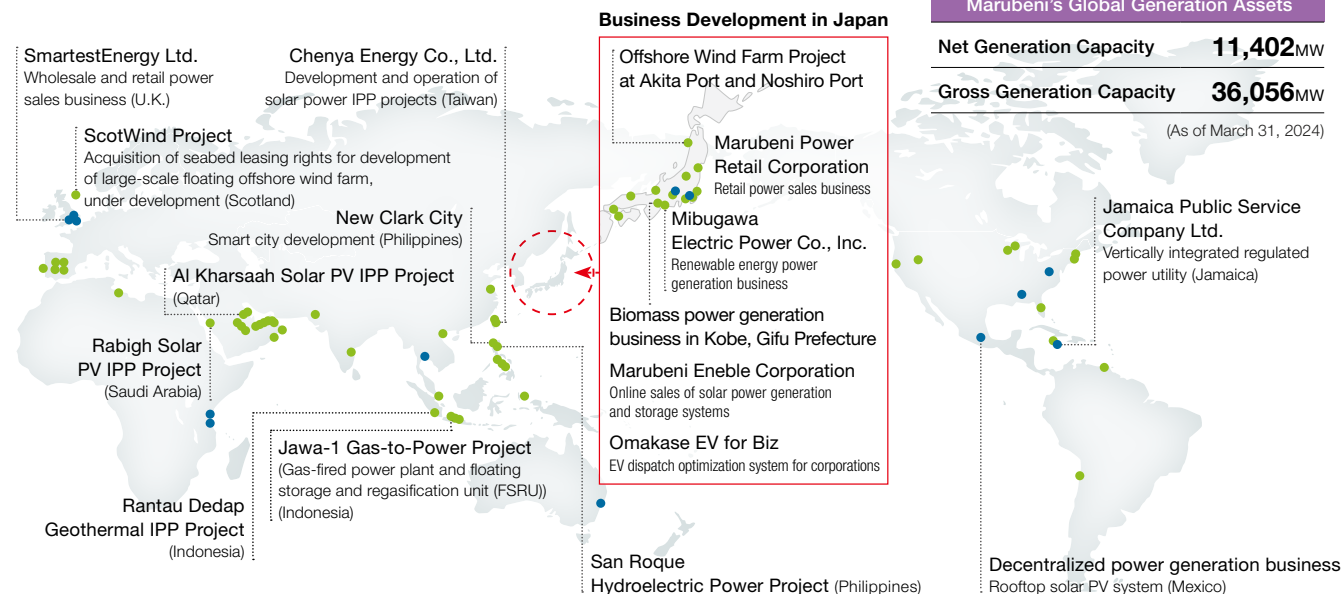 Business Development in Japan
Marubeni's Global Generation Assets
Net Generation Capacity 11,402MW
Gross Generation Capacity 36,056MW
(As of March 31, 2024)
SmartestEnergy Ltd.
Wholesale and retail power
sales business (U.K.)
Chenya Energy Co., Ltd.
Development and operation of
solar power IPP projects (Taiwan)
ScotWind Project
Acquisition of seabed leasing rights for development
of large-scale floating offshore wind farm,
under development (Scotland)
New Clark City
Smart city development (Philippines)
Al Kharsaah Solar PV IPP Project
(Qatar)
Rabigh Solar
PV IPP Project
(Saudi Arabia)
Jawa-1 Gas-to-Power Project
(Gas-fired power plant and floating
storage and regasification unit (FSRU))
(Indonesia)
Rantau Dedap
Geothermal IPP Project
(Indonesia)
Offshore Wind Farm Project
at Akita Port and Noshiro Port
Marubeni Power
Retail Corporation
Retail power sales business
Mibugawa
Electric Power Co., Inc.
Renewable energy power
generation business
Biomass power generation
business in Kobe, Gifu Prefecture
Marubeni Eneble Corporation
Online sales of solar power generation
and storage systems
Omakase EV for Biz
EV dispatch optimization system for corporations
San Roque
Hydroelectric Power Project (Philippines)
Jamaica Public Service
Company Ltd.
Vertically integrated regulated
power utility (Jamaica)
Decentralized power generation business
Rooftop solar PV system (Mexico)